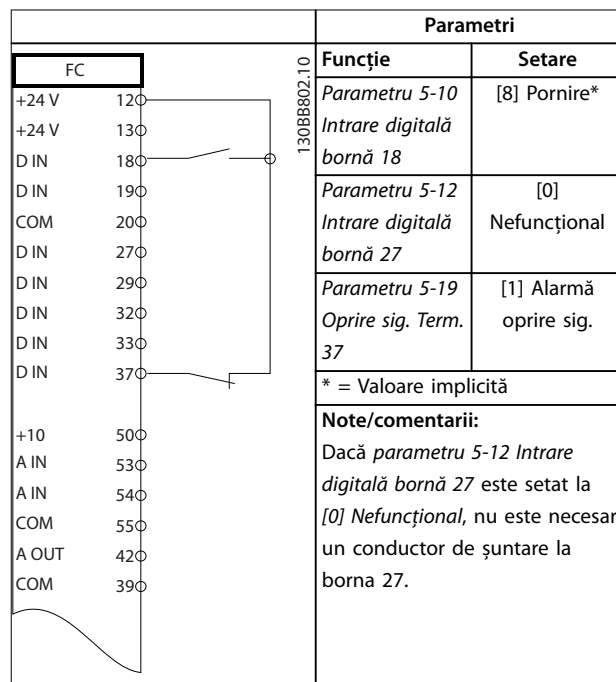 FC
+24 V 12
+24 V 13
D IN 18
D IN 19
COM 20
D IN 27
D IN 29
D IN 32
D IN 33
D IN 37
+10 50
A IN 53
A IN 54
COM 55
A OUT 42
COM 39
130BB802.10
Parametri
Funcție Setare
Parametru 5-10 [8] Pornire*
Intrare digitală
bornă 18
Parametru 5-12 [0]
Intrare digitală Nefuncțional
bornă 27
Parametru 5-19 [1] Alarmă
Oprire sig. Term. oprire sig.
37
* = Valoare implicită
Note/comentarii:
Dacă parametru 5-12 Intrare
digitală bornă 27 este setat la
[0] Nefuncțional, nu este necesar
un conductor de șuntare la
borna 27.